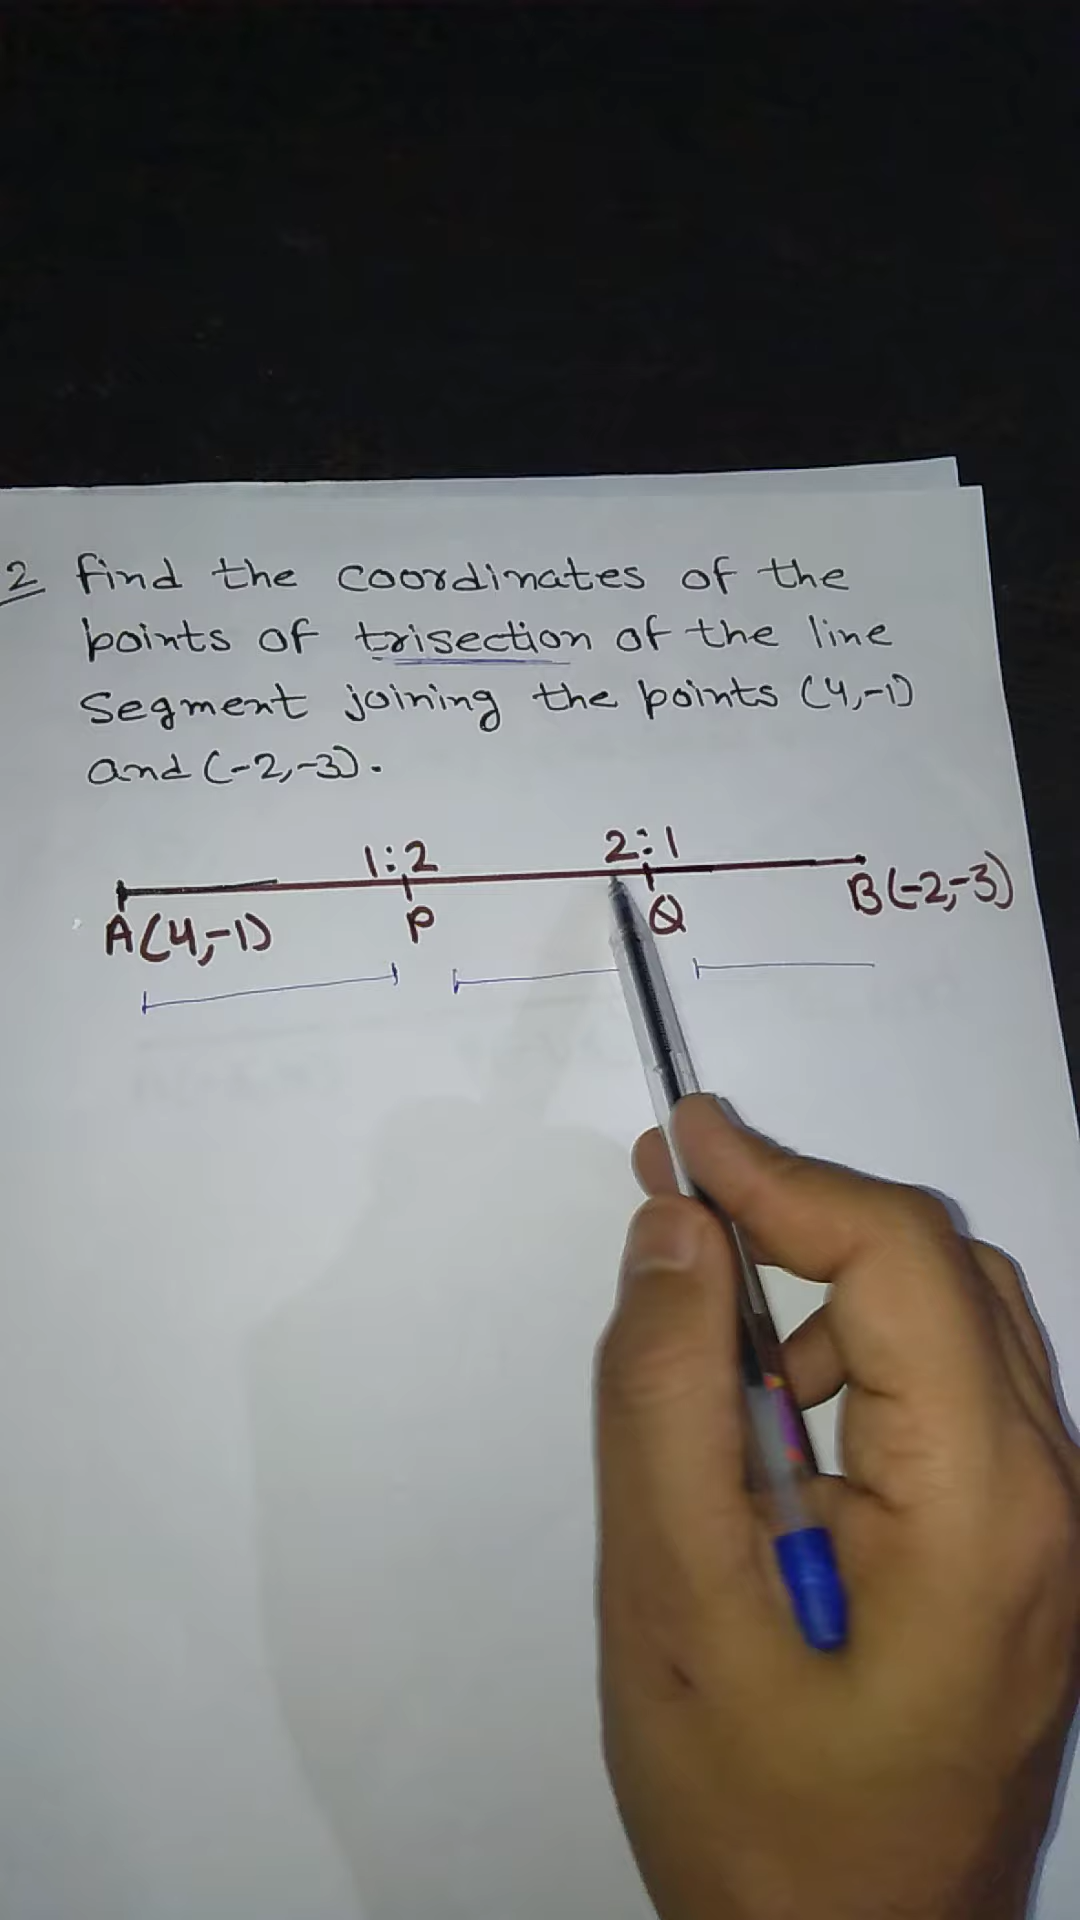 2 find the coordinates of the
points of trisection of the line
Segment joining the points (4,-1)
and (-2,-3).
1:2 2:1
A(4,-1) P Q B(-2,-3)